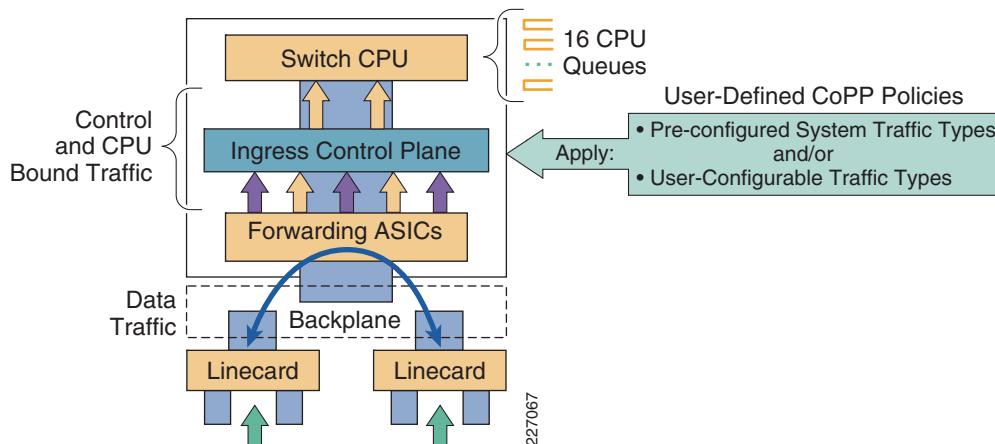 Switch CPU
16 CPU
Queues
Control
and CPU
Bound Traffic
Ingress Control Plane
User-Defined CoPP Policies
Apply:
• Pre-configured System Traffic Types
and/or
• User-Configurable Traffic Types
Forwarding ASICs
Data
Traffic
Backplane
Linecard
Linecard
227067